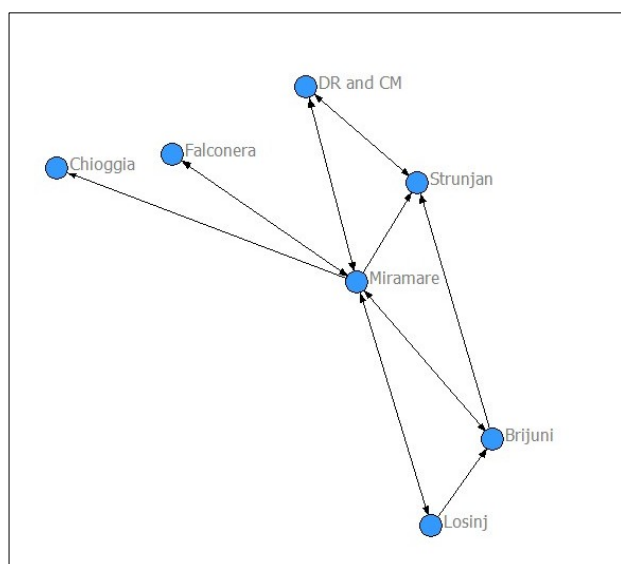 DR and CM
Falconera
Chioggia
Strunjan
Miramare
Brijuni
Losinj